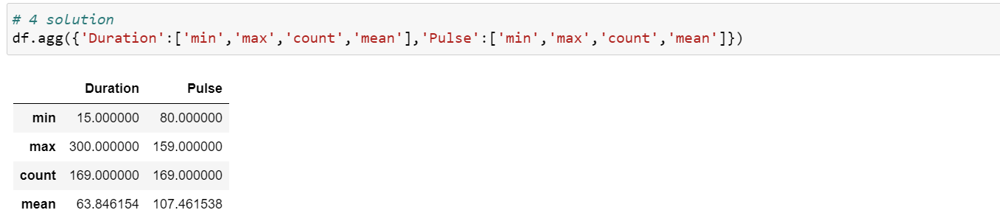 # 4 solution
df.agg({'Duration':['min','max','count','mean'],'Pulse':['min','max','count','mean']})
Duration Pulse
min 15.000000 80.000000
max 300.000000 159.000000
count 169.000000 169.000000
mean 63.846154 107.461538